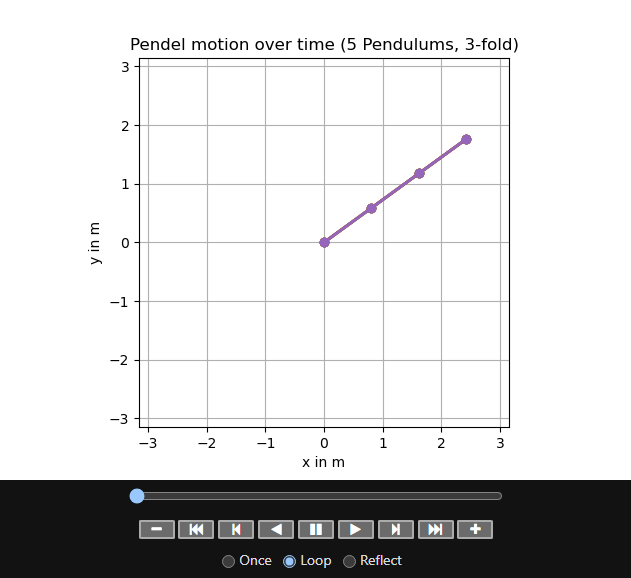 Pendel motion over time (5 Pendulums, 3-fold)
3
2
1
0
−1
−2
−3
y in m
−3 −2 −1 0 1 2 3
x in m
Once Loop Reflect